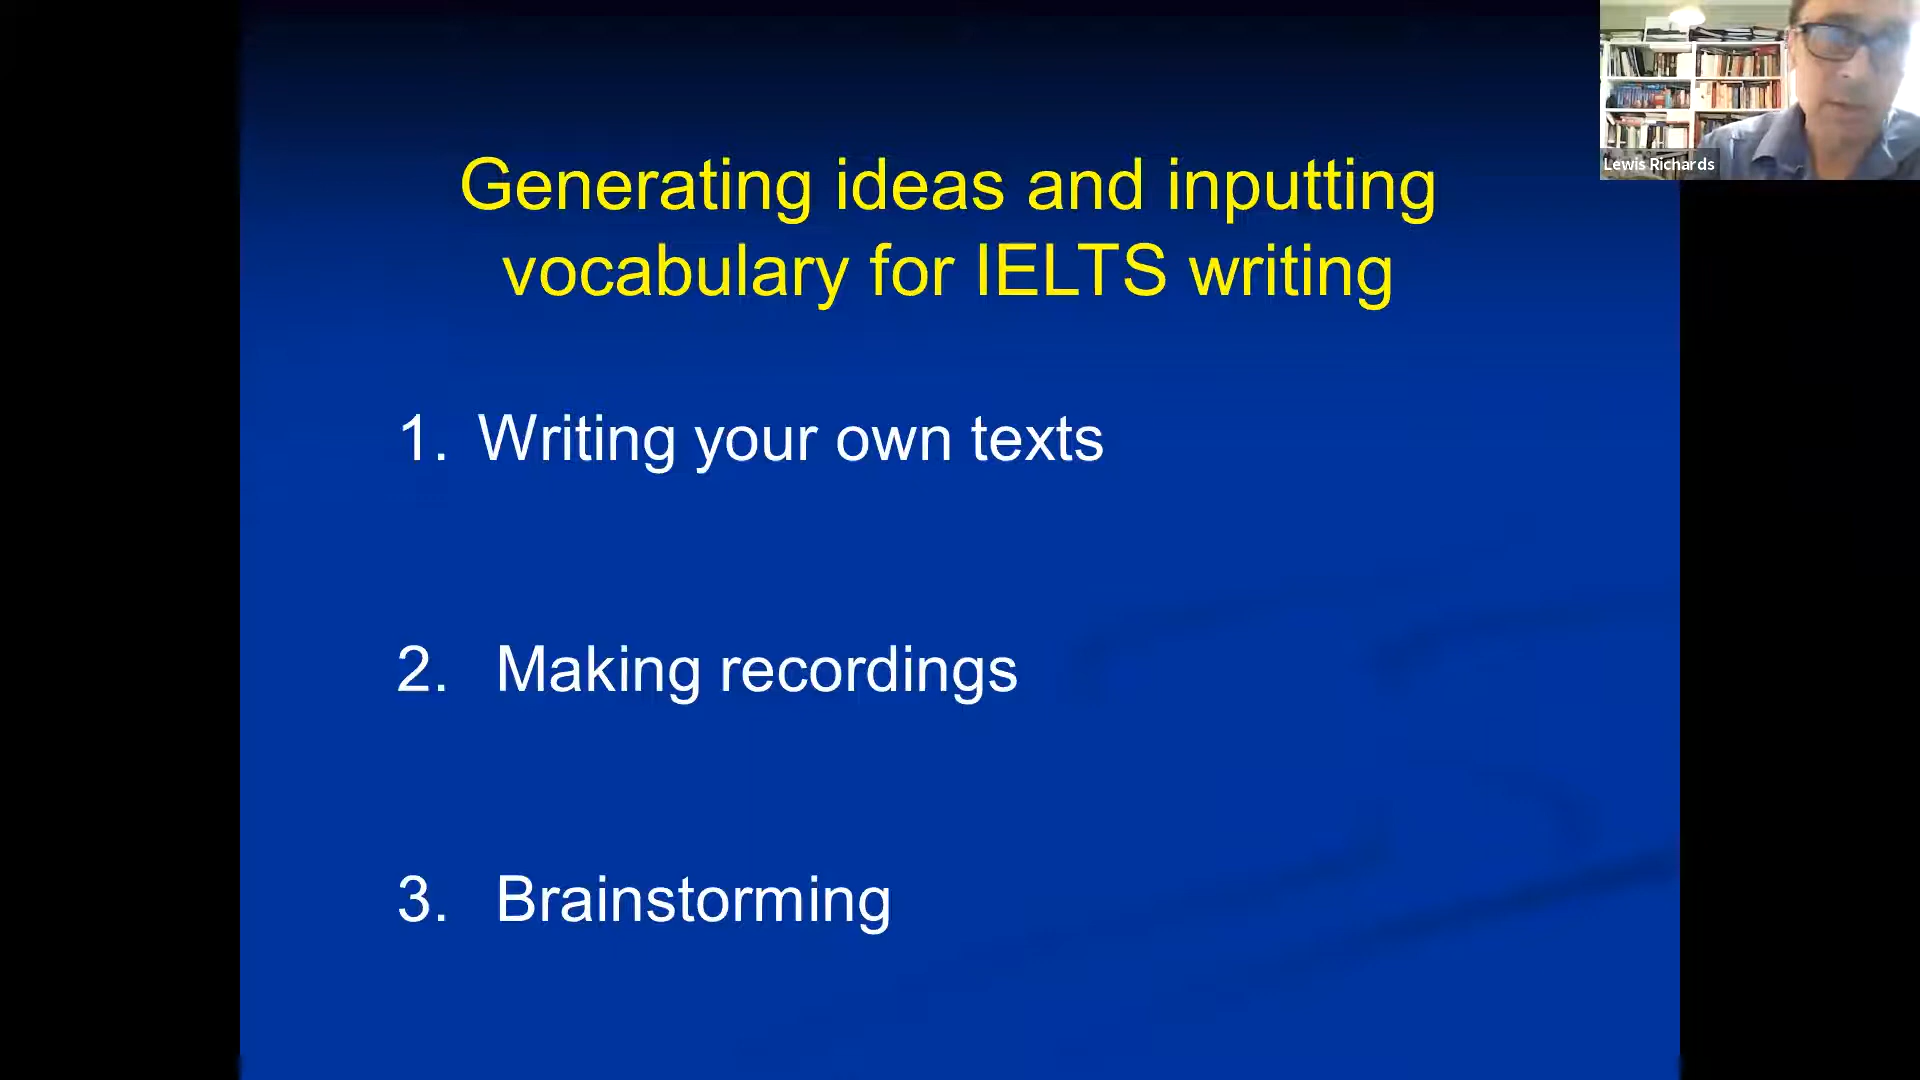 Generating ideas and inputting
vocabulary for IELTS writing
Lewis Richards
1. Writing your own texts
2. Making recordings
3. Brainstorming